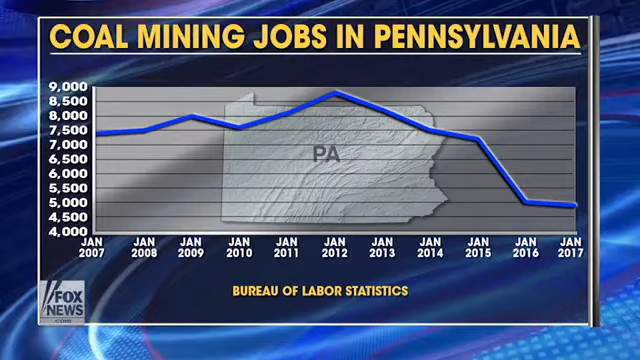 COAL MINING JOBS IN PENNSYLVANIA
9,000
8,500
8,000
7,500
7,000
6,500
6,000
5,500
5,000
4,500
4,000
PA
JAN JAN JAN JAN JAN JAN JAN JAN JAN JAN JAN
2007 2008 2009 2010 2011 2012 2013 2014 2015 2016 2017
BUREAU OF LABOR STATISTICS
FOX
NEWS
.com